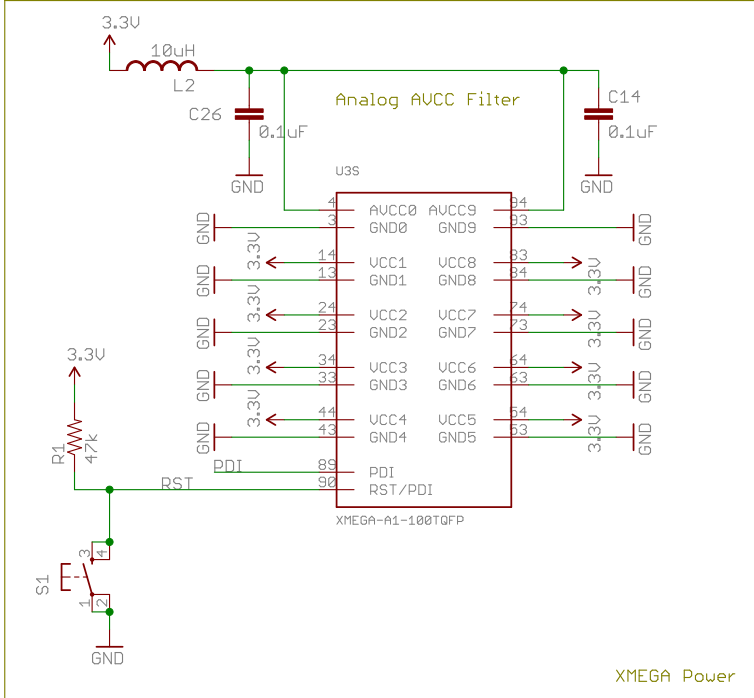 3.3V
10uH
L2
Analog AVCC Filter
C26
0.1uF
C14
0.1uF
GND
GND
U3S
4 AVCC0 AVCC9 94
GND 3 GND0 GND9 93 GND
3.3V 14 VCC1 VCC8 83 3.3V
GND 13 GND1 GND8 84 GND
3.3V 24 VCC2 VCC7 74 3.3V
GND 23 GND2 GND7 73 GND
3.3V 34 VCC3 VCC6 64 3.3V
GND 33 GND3 GND6 63 GND
3.3V 44 VCC4 VCC5 54 3.3V
GND 43 GND4 GND5 53 GND
PDI 89 PDI
RST 90 RST/PDI
XMEGA-A1-100TQFP
3.3V
R1
47k
S1
3
4
1
2
GND
XMEGA Power